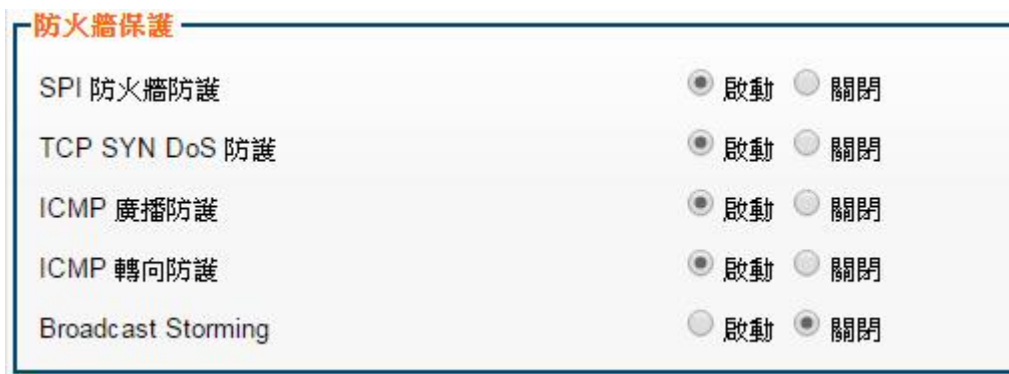 防火牆保護
SPI 防火牆防護 啟動 關閉
TCP SYN DoS 防護 啟動 關閉
ICMP 廣播防護 啟動 關閉
ICMP 轉向防護 啟動 關閉
Broadcast Storming 啟動 關閉